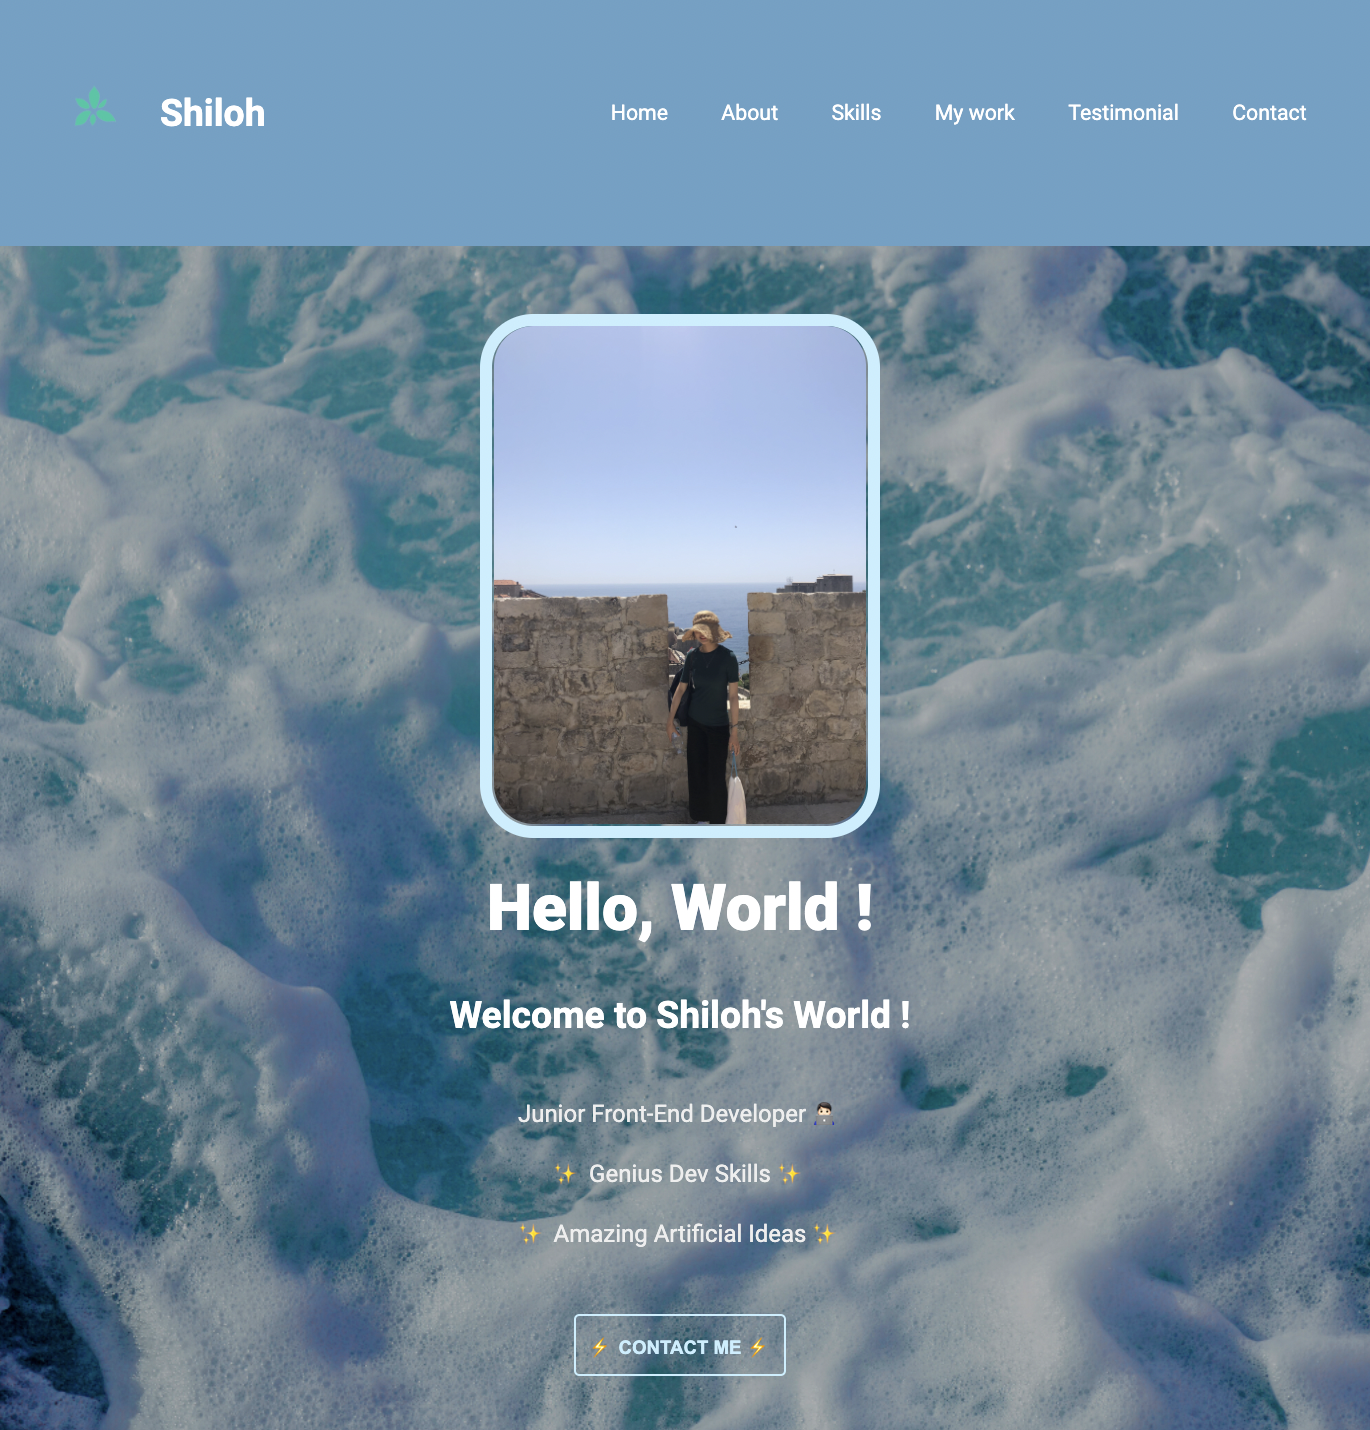 Shiloh
Home About Skills My work Testimonial Contact
Hello, World !
Welcome to Shiloh's World !
Junior Front-End Developer 👨🏻‍💼
✨ Genius Dev Skills ✨
✨ Amazing Artificial Ideas ✨
⚡ CONTACT ME ⚡